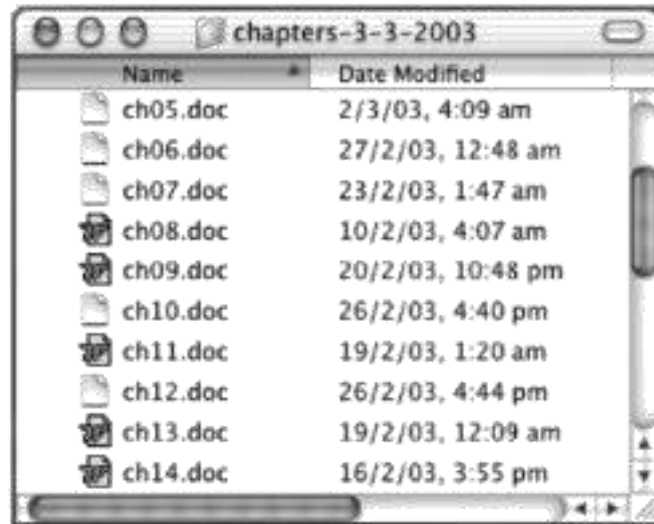 chapters-3-3-2003
Name Date Modified
ch05.doc 2/3/03, 4:09 am
ch06.doc 27/2/03, 12:48 am
ch07.doc 23/2/03, 1:47 am
ch08.doc 10/2/03, 4:07 am
ch09.doc 20/2/03, 10:48 pm
ch10.doc 26/2/03, 4:40 pm
ch11.doc 19/2/03, 1:20 am
ch12.doc 26/2/03, 4:44 pm
ch13.doc 19/2/03, 12:09 am
ch14.doc 16/2/03, 3:55 pm